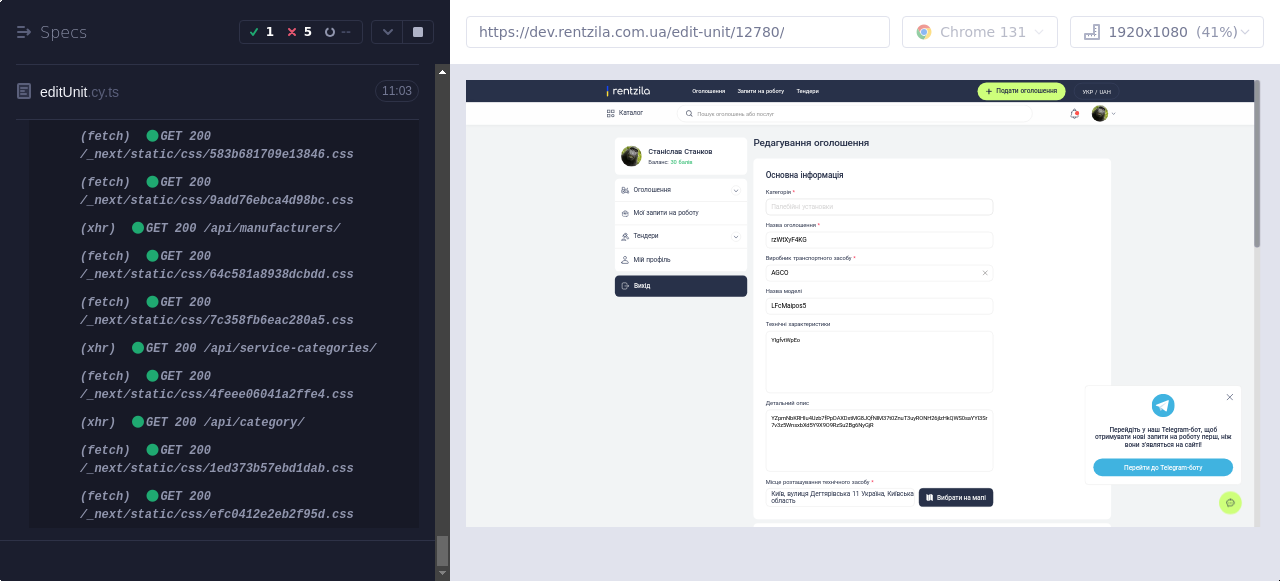 Specs
1
5
--
editUnit.cy.ts
11:03
(fetch) GET 200
/_next/static/css/583b681709e13846.css
(fetch) GET 200
/_next/static/css/9add76ebca4d98bc.css
(xhr) GET 200 /api/manufacturers/
(fetch) GET 200
/_next/static/css/64c581a8938dcbdd.css
(fetch) GET 200
/_next/static/css/7c358fb6eac280a5.css
(xhr) GET 200 /api/service-categories/
(fetch) GET 200
/_next/static/css/4feee06041a2ffe4.css
(xhr) GET 200 /api/category/
(fetch) GET 200
/_next/static/css/1ed373b57ebd1dab.css
(fetch) GET 200
/_next/static/css/efc0412e2eb2f95d.css
https://dev.rentzila.com.ua/edit-unit/12780/
Chrome 131
1920x1080 (41%)
rentzila
Оголошення
Запити на роботу
Тендери
+ Подати оголошення
УКР / UAH
Каталог
Пошук оголошень або послуг
Станіслав Станков
Баланс: 30 балів
Оголошення
Мої запити на роботу
Тендери
Мій профіль
Вихід
Редагування оголошення
Основна інформація
Категорія *
Палебійні установки
Назва оголошення *
rzWtXyF4KG
Виробник транспортного засобу *
AGCO
Назва моделі
LFcMaipos5
Технічні характеристики
YlgfvtWpEo
Детальний опис
Місце розташування технічного засобу *
Київ, вулиця Дегтярівська 11 Україна, Київська
область
Вибрати на мапі
Перейдіть у наш Telegram-бот, щоб
отримувати нові запити на роботу перш, ніж
вони з'являться на сайті!
Перейти до Telegram-боту